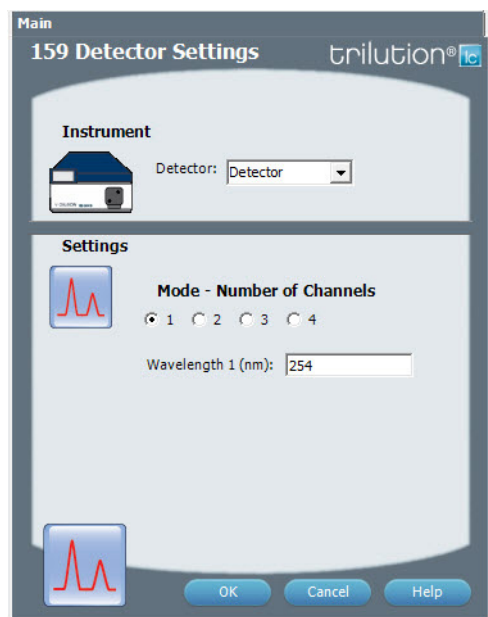 Main
159 Detector Settings trilution® lc
Instrument
Detector: Detector
Settings
Mode - Number of Channels
1 2 3 4
Wavelength 1 (nm): 254
OK Cancel Help